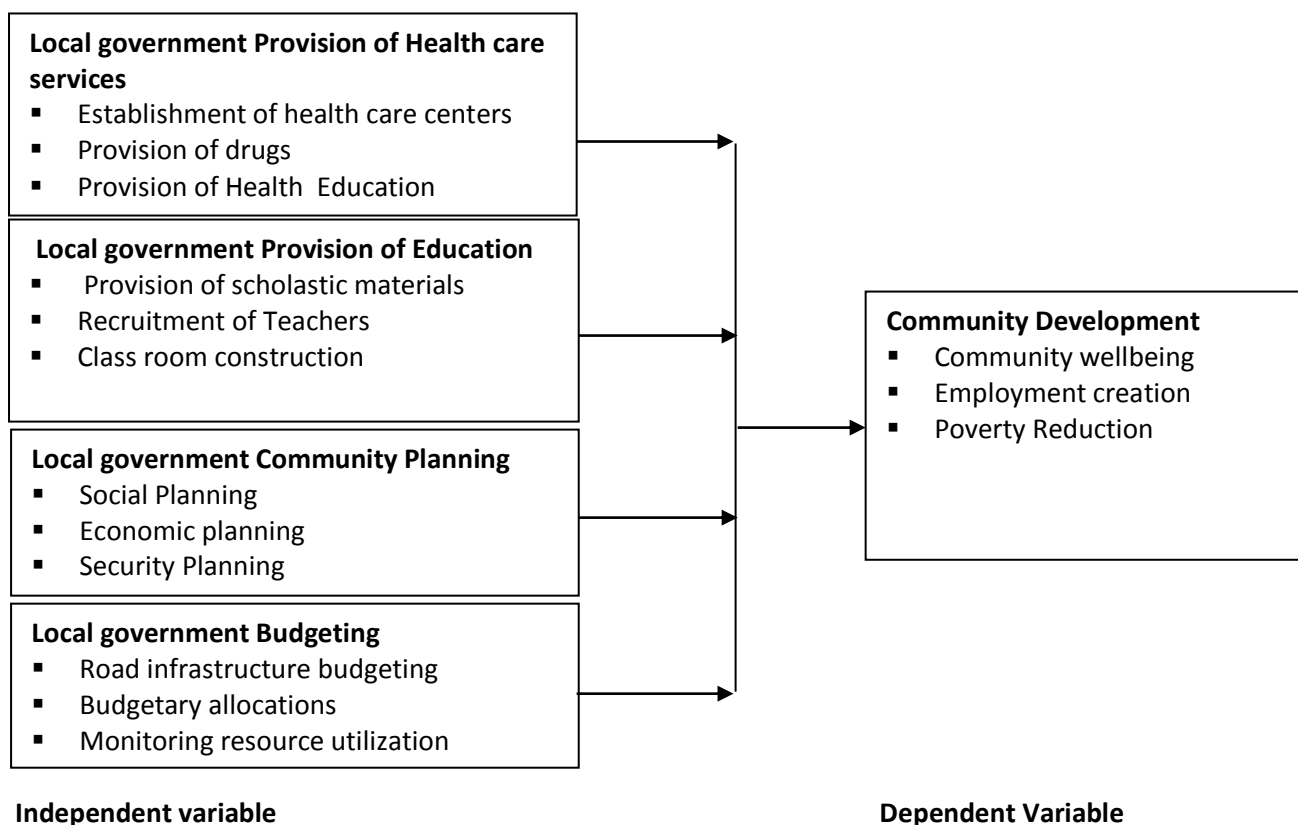 Local government Provision of Health care
services
▪ Establishment of health care centers
▪ Provision of drugs
▪ Provision of Health Education
Local government Provision of Education
▪ Provision of scholastic materials
▪ Recruitment of Teachers
▪ Class room construction
Local government Community Planning
▪ Social Planning
▪ Economic planning
▪ Security Planning
Local government Budgeting
▪ Road infrastructure budgeting
▪ Budgetary allocations
▪ Monitoring resource utilization
Community Development
▪ Community wellbeing
▪ Employment creation
▪ Poverty Reduction
Independent variable
Dependent Variable